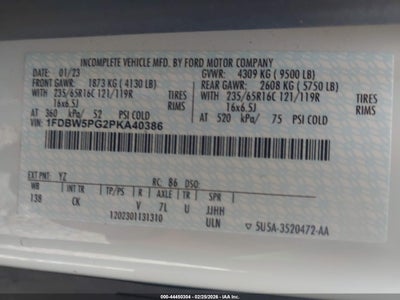 INCOMPLETE VEHICLE MFD. BY FORD MOTOR COMPANY
01/23 GVWR: 4309 KG (9500 LB)
FRONT GAWR: 1873 KG (4130 LB) REAR GAWR: 2608 KG (5750 LB)
WITH 235/65R16C 121/119R TIRES WITH 235/65R16C 121/119R TIRES
16x6.5J RIMS 16x6.5J RIMS
AT 360 kPa/ 52 PSI COLD AT 520 kPa/ 75 PSI COLD
1FDBW5PG2PKA40386
EXT PNT: YZ RC: 86 DSO:
WB INT TR TP/PS R AXLE TR
138 CK V 7L U JJHH
1202301131310 ULN
5U5A-3520472-AA
000-44450304 - 02/25/2026 - IAA, Inc.